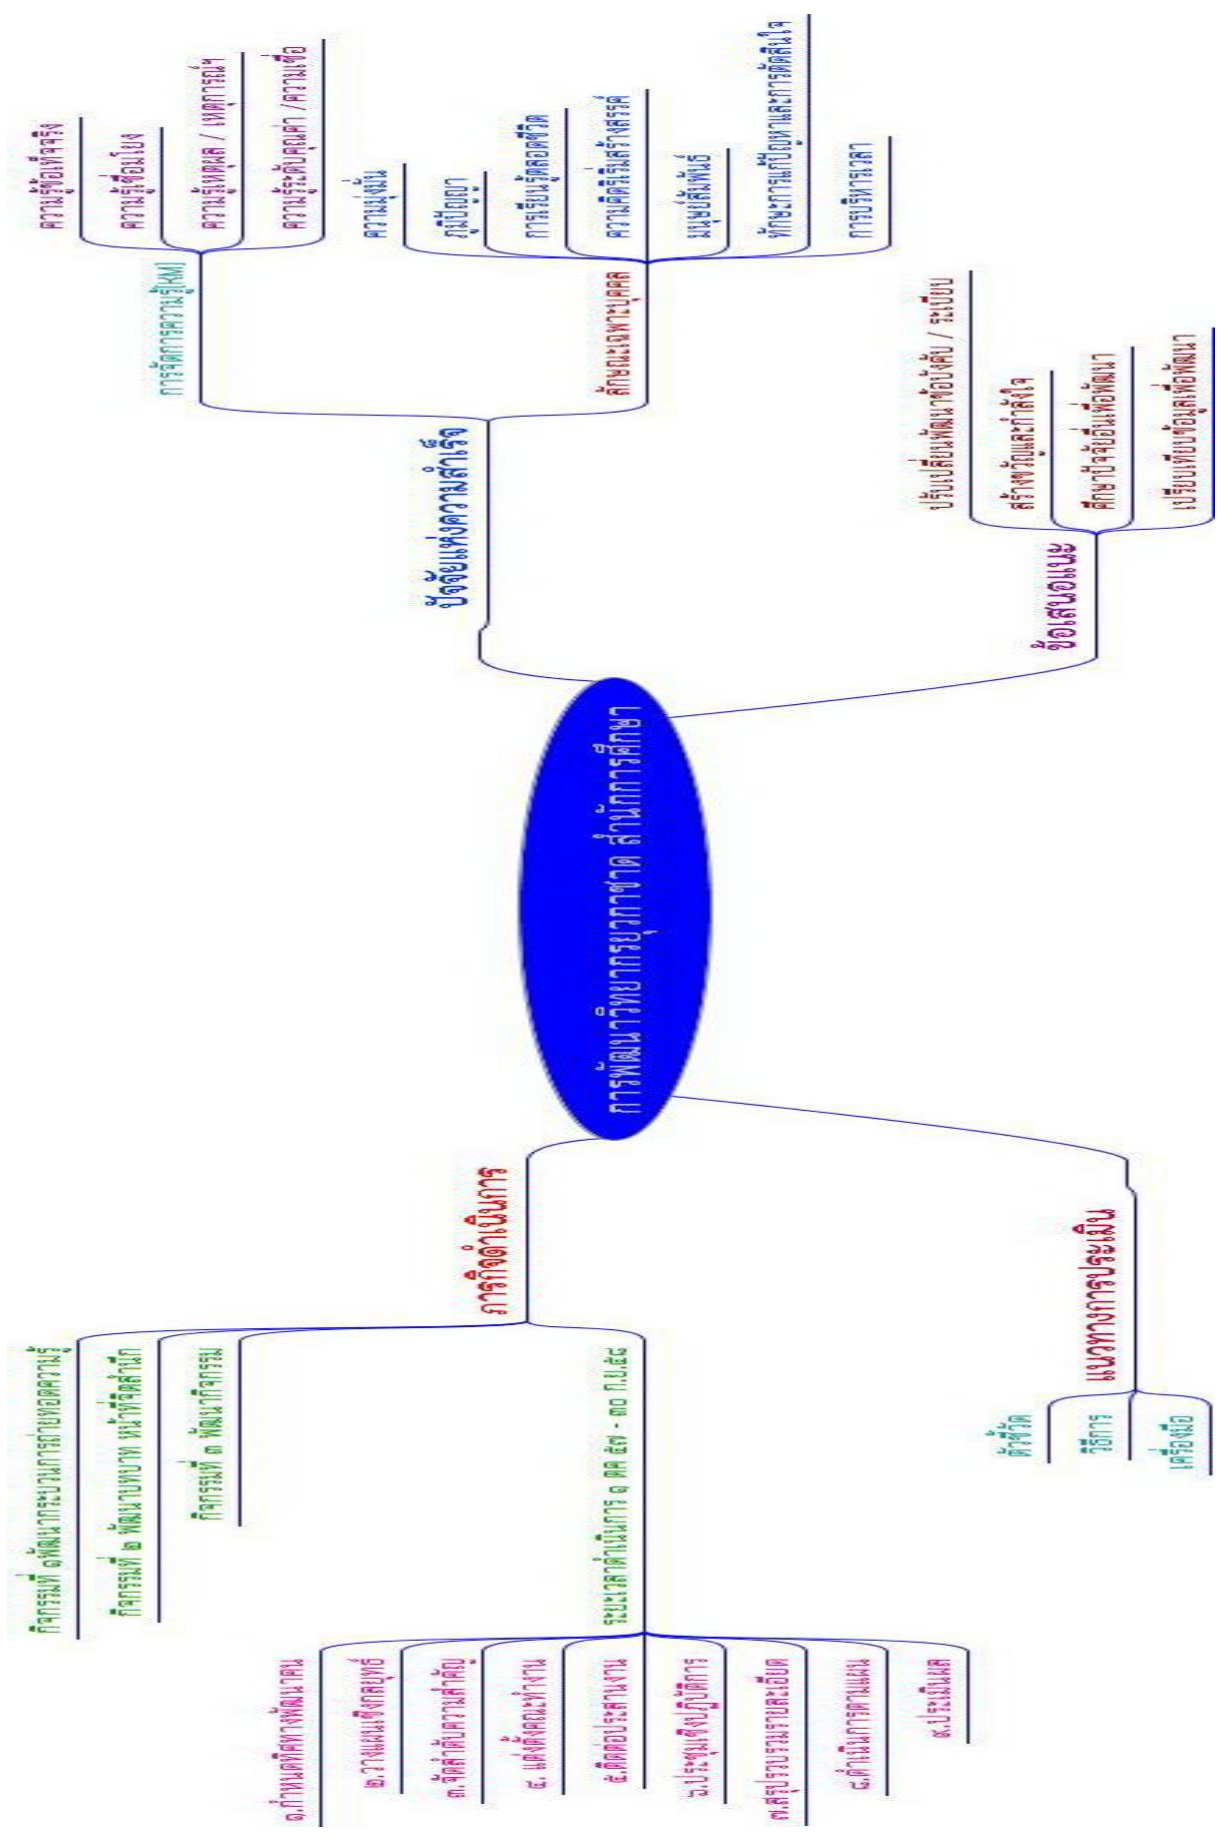 การพัฒนาวิทยากรยุวกาชาด สำนักการศึกษา
ภารกิจดำเนินการ
กิจกรรมที่ ๑พัฒนากระบวนการถ่ายทอดความรู้
กิจกรรมที่ ๒ พัฒนาบทบาท หน้าที่จิตสำนึก
กิจกรรมที่ ๓ พัฒนากิจกรรม
ระยะเวลาดำเนินการ ๑ ตค ๕๗ - ๓๐ ก.ย.๕๘
๑.กำหนดทิศทางพัฒนาคน
๒.วางแผนเชิงกลยุทธ์
๓.จัดลำดับความสำคัญ
๔. แต่งตั้งคณะทำงาน
๕.ติดต่อประสานงาน
๖.ประชุมเชิงปฏิบัติการ
๗.สรุปรวบรวมรายละเอียด
๘.ดำเนินการตามแผน
๙.ประเมินผล
แนวทางการประเมิน
ตัวชี้วัด
วิธีการ
เครื่องมือ
ปัจจัยแห่งความสำเร็จ
การจัดการความรู้[KM]
ความรู้ข้อเท็จจริง
ความรู้เชื่อมโยง
ความรู้เหตุผล / เหตุการณ์ฯ
ความรู้ระดับคุณค่า /ความเชื่อ
ลักษณะเฉพาะบุคคล
ความมุ่งมั่น
ภูมิปัญญา
การเรียนรู้ตลอดชีวิต
ความคิดริเริ่มสร้างสรรค์
มนุษย์สัมพันธ์
ทักษะการแก้ปัญหาและการตัดสินใจ
การบริหารเวลา
ข้อเสนอแนะ
ปรับเปลี่ยนพัฒนาข้อบังคับ / ระเบียบ
สร้างขวัญและกำลังใจ
ศึกษาปัจจัยอื่นเพื่อพัฒนา
เปรียบเทียบข้อมูลเพื่อพัฒนา